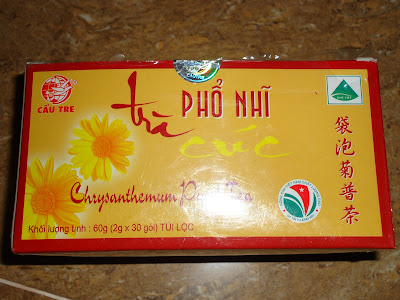 CẦU TRE
trà PHỔ NHĨ
cúc
Chrysanthemum Tea
Khối lượng tịnh : 60g (2g x 30 gói) TÚI LỌC
袋泡菊普茶